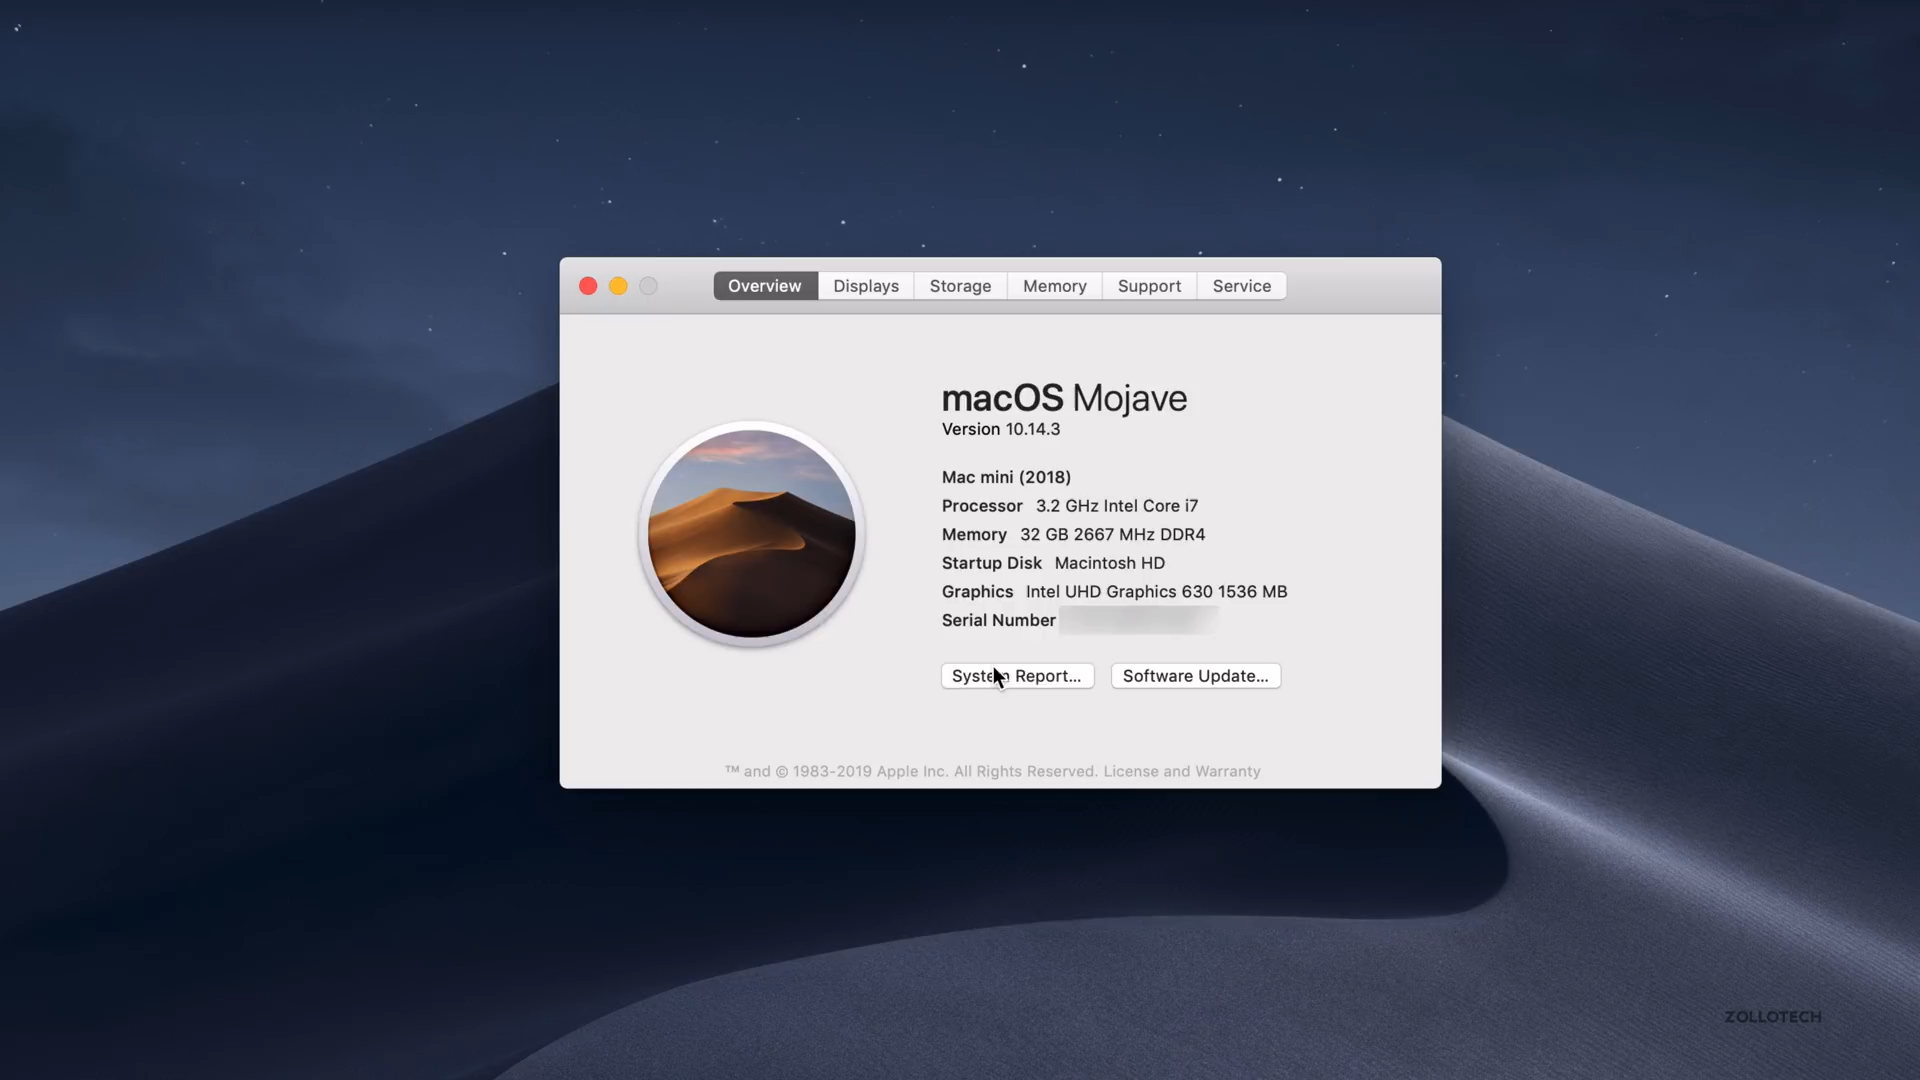 Overview Displays Storage Memory Support Service
macOS Mojave
Version 10.14.3
Mac mini (2018)
Processor 3.2 GHz Intel Core i7
Memory 32 GB 2667 MHz DDR4
Startup Disk Macintosh HD
Graphics Intel UHD Graphics 630 1536 MB
Serial Number
System Report... Software Update...
™ and © 1983-2019 Apple Inc. All Rights Reserved. License and Warranty
ZOLLOTECH